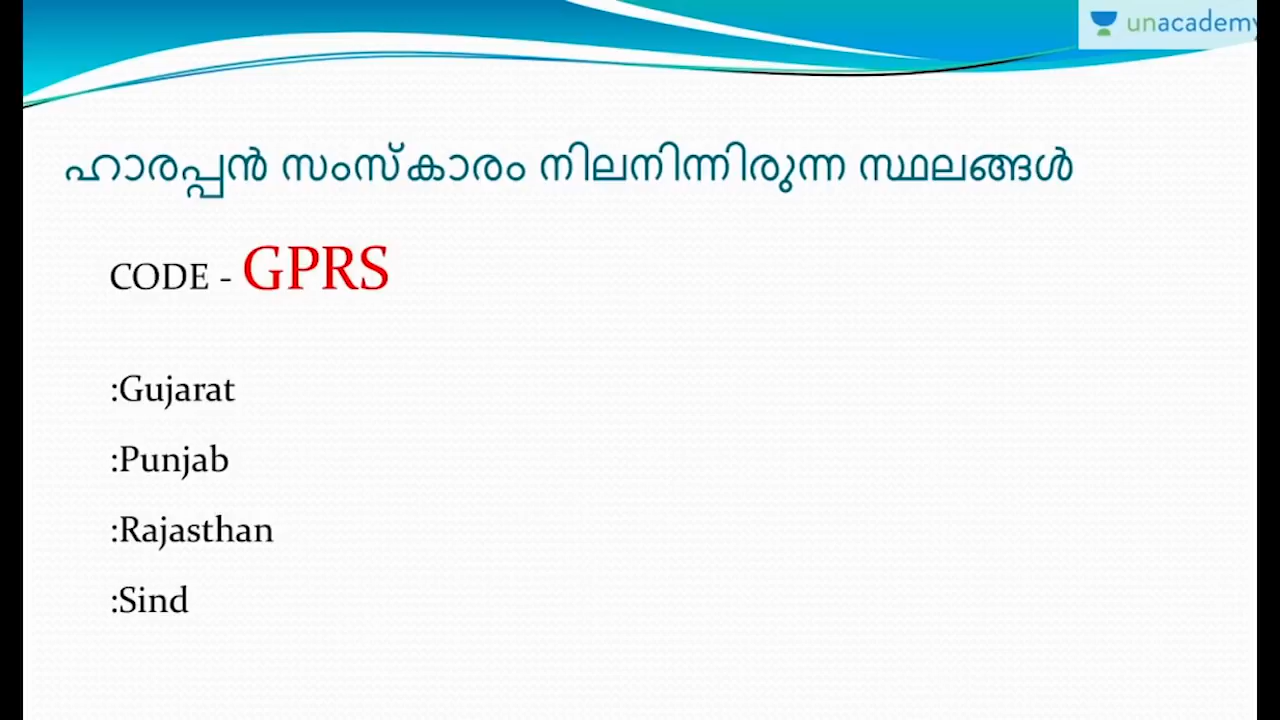 unacademy
ഹാരപ്പൻ സംസ്കാരം നിലനിന്നിരുന്ന സ്ഥലങ്ങൾ
CODE - GPRS
:Gujarat
:Punjab
:Rajasthan
:Sind